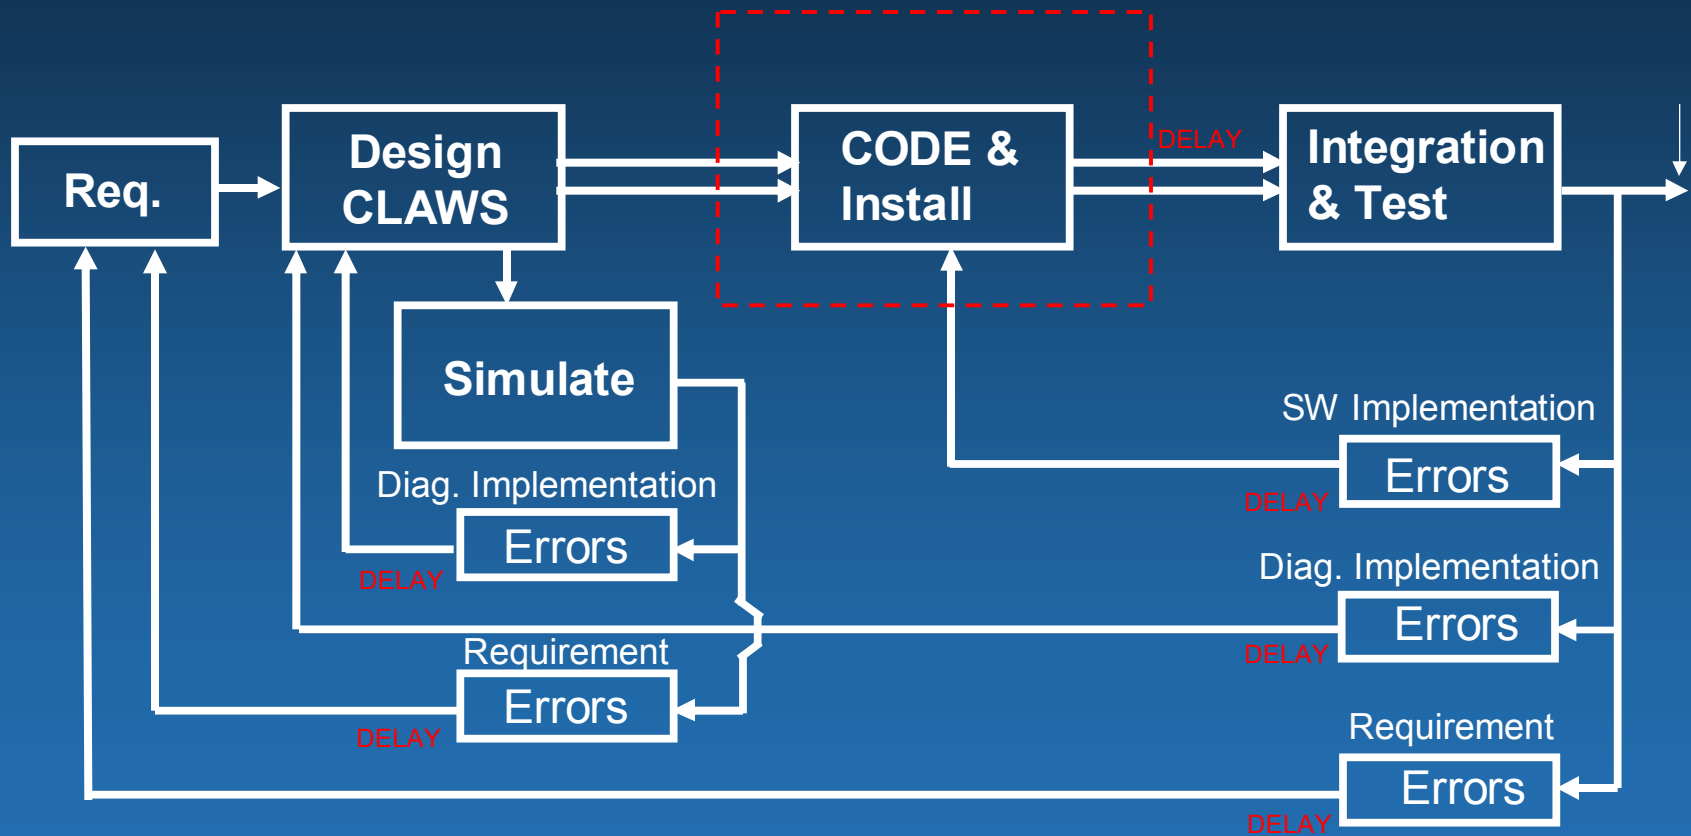 Req.
Design
CLAWS
CODE &
Install
DELAY
Integration
& Test
Simulate
SW Implementation
Errors
DELAY
Diag. Implementation
Errors
DELAY
Diag. Implementation
Errors
DELAY
Requirement
Errors
DELAY
Requirement
Errors
DELAY